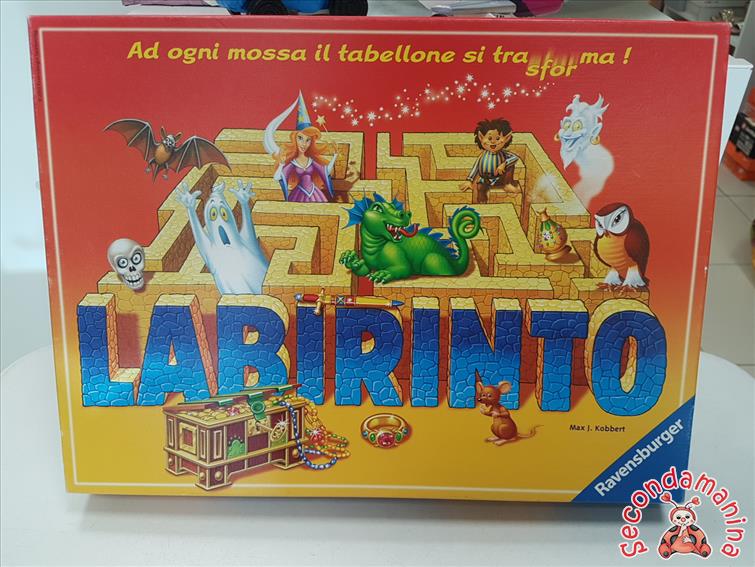 Ad ogni mossa il tabellone si trasforma !
LABIRINTO
Max J. Kobbert
Ravensburger
Secondamanina